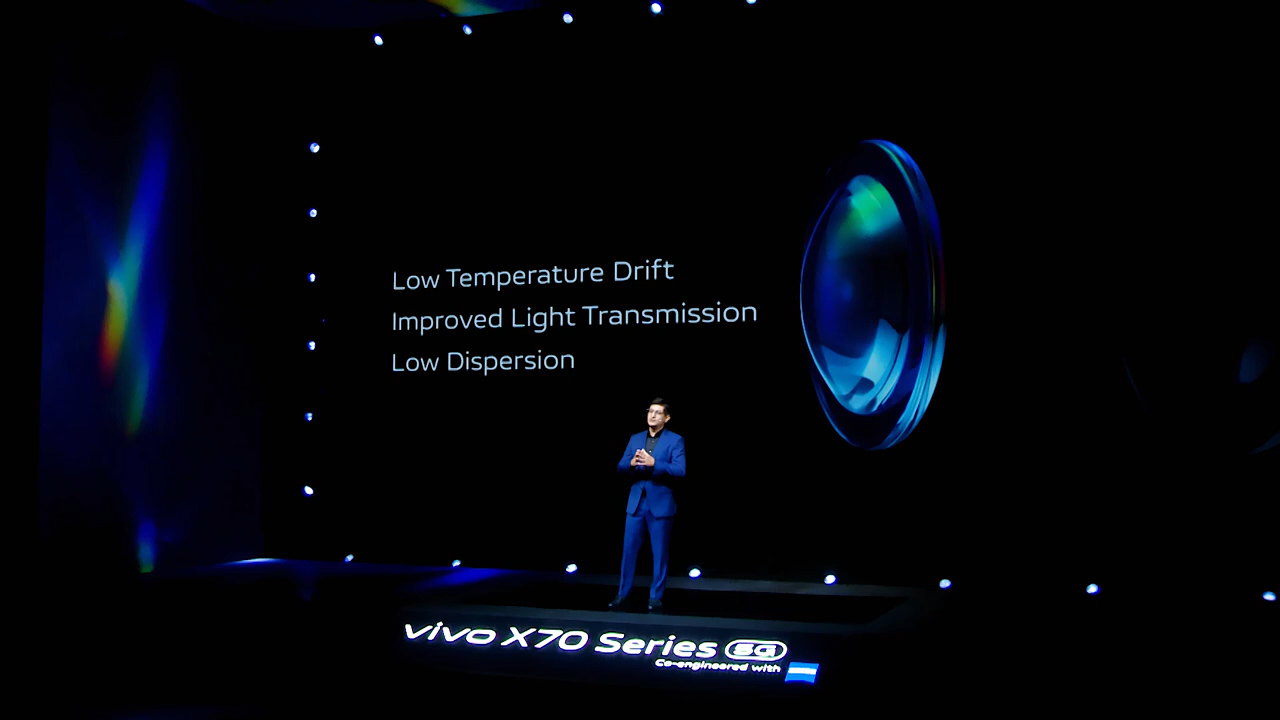 Low Temperature Drift
Improved Light Transmission
Low Dispersion
vivo X70 Series 5G
Co-engineered with